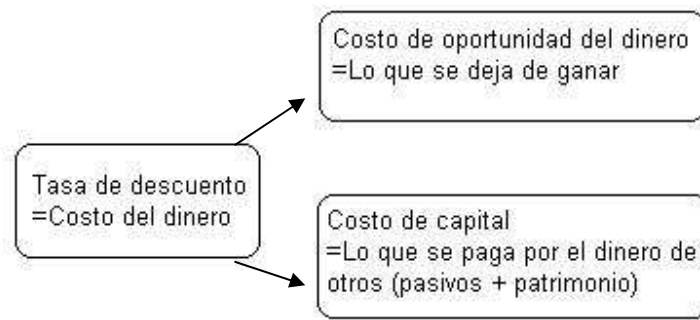 Costo de oportunidad del dinero
=Lo que se deja de ganar
Tasa de descuento
=Costo del dinero
Costo de capital
=Lo que se paga por el dinero de
otros (pasivos + patrimonio)